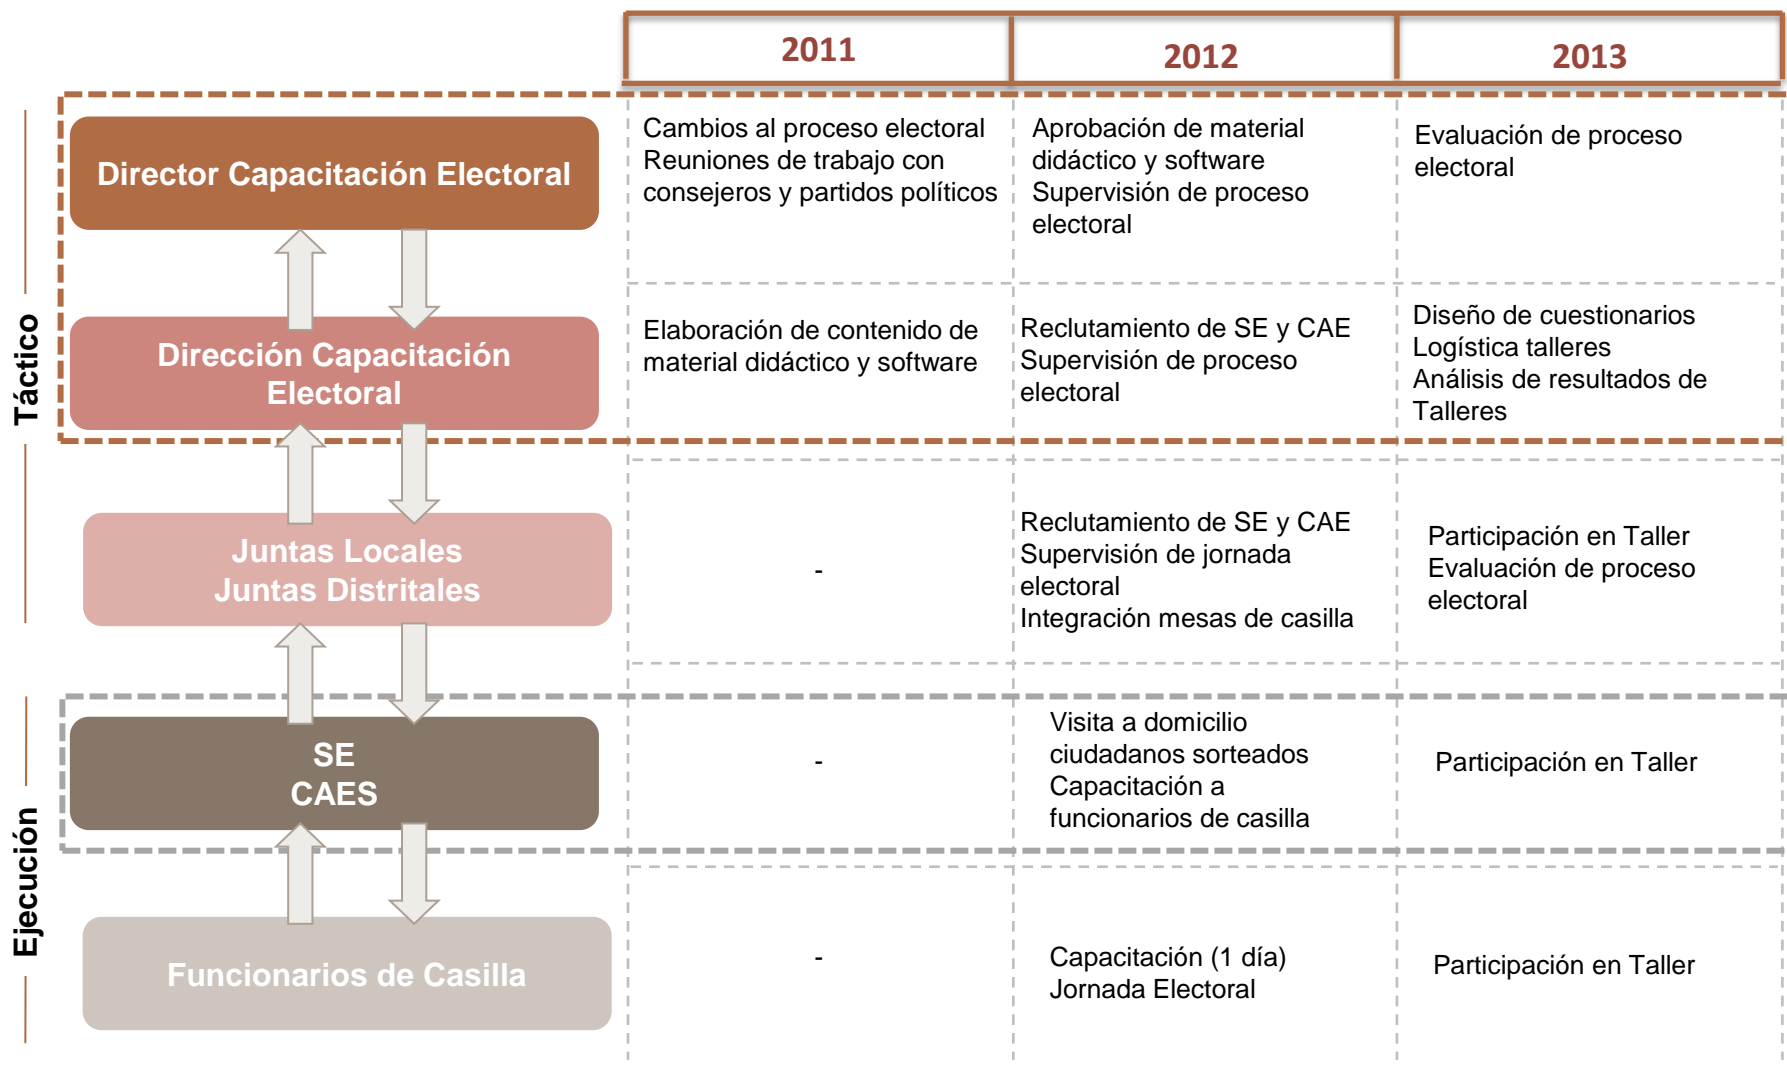 2011
2012
2013
Táctico
Director Capacitación Electoral
Cambios al proceso electoral
Reuniones de trabajo con
consejeros y partidos políticos
Aprobación de material
didáctico y software
Supervisión de proceso
electoral
Evaluación de proceso
electoral
Dirección Capacitación
Electoral
Elaboración de contenido de
material didáctico y software
Reclutamiento de SE y CAE
Supervisión de proceso
electoral
Diseño de cuestionarios
Logística talleres
Análisis de resultados de
Talleres
Juntas Locales
Juntas Distritales
-
Reclutamiento de SE y CAE
Supervisión de jornada
electoral
Integración mesas de casilla
Participación en Taller
Evaluación de proceso
electoral
Ejecución
SE
CAES
-
Visita a domicilio
ciudadanos sorteados
Capacitación a
funcionarios de casilla
Participación en Taller
Funcionarios de Casilla
-
Capacitación (1 día)
Jornada Electoral
Participación en Taller